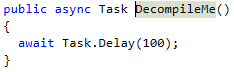 public async Task DecompileMe()
{
  await Task.Delay(100);
}